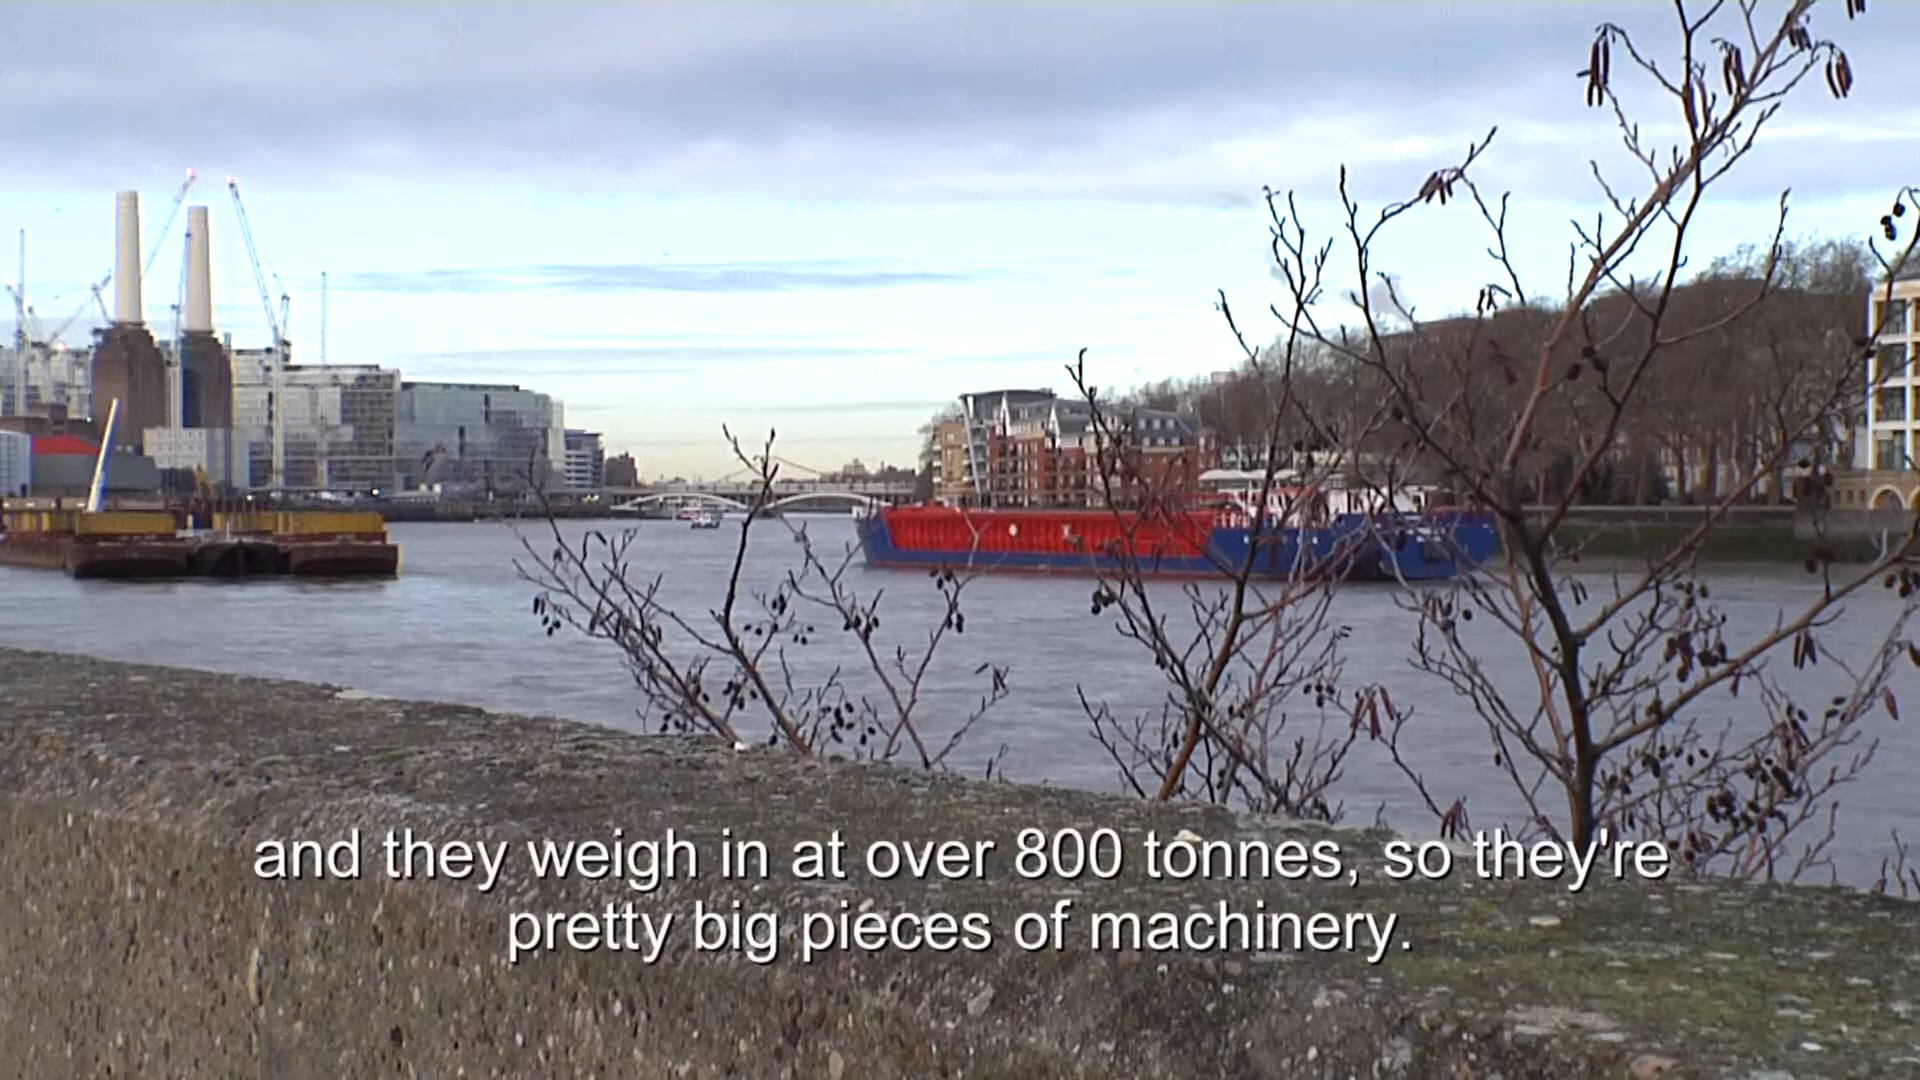 and they weigh in at over 800 tonnes, so they're
pretty big pieces of machinery.